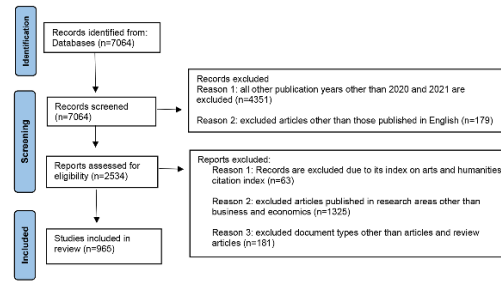 Identification
Records identified from:
Databases (n=7064)
Screening
Records screened
(n=7064)
Records excluded
Reason 1: all other publication years other than 2020 and 2021 are
excluded (n=4351)
Reason 2: excluded articles other than those published in English (n=179)
Reports assessed for
eligibility (n=2534)
Reports excluded:
Reason 1: Records are excluded due to its index on arts and humanities
citation index (n=63)
Reason 2: excluded articles published in research areas other than
business and economics (n=1325)
Reason 3: excluded document types other than articles and review
articles (n=181)
Included
Studies included in
review (n=965)